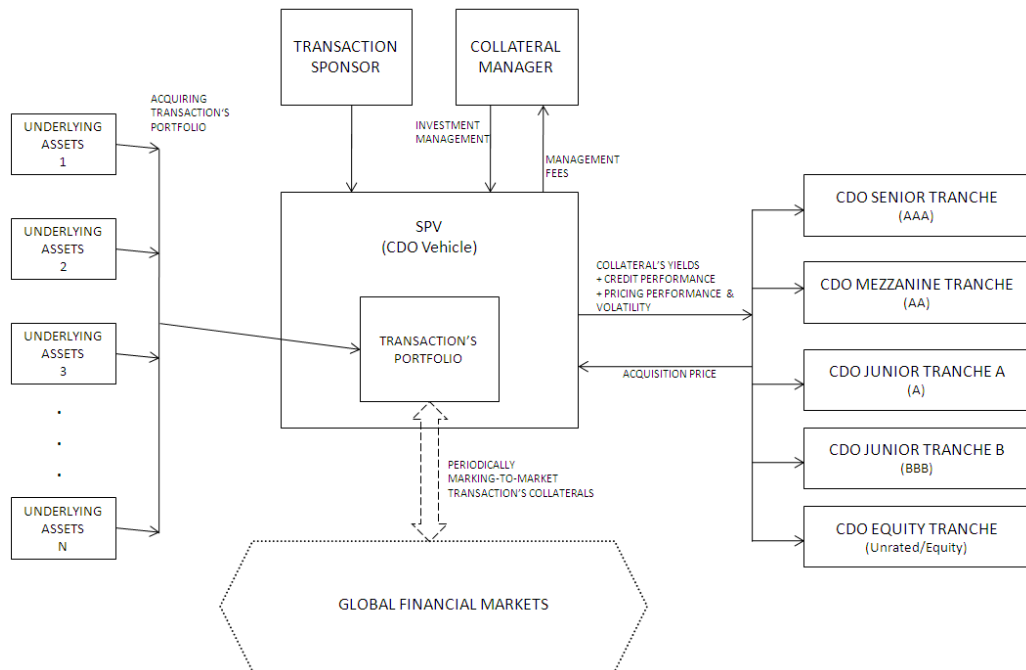 TRANSACTION
SPONSOR
COLLATERAL
MANAGER
ACQUIRING
TRANSACTION'S
PORTFOLIO
INVESTMENT
MANAGEMENT
MANAGEMENT
FEES
UNDERLYING
ASSETS
1
UNDERLYING
ASSETS
2
UNDERLYING
ASSETS
3
.
.
.
UNDERLYING
ASSETS
N
SPV
(CDO Vehicle)
TRANSACTION'S
PORTFOLIO
COLLATERAL'S YIELDS
+ CREDIT PERFORMANCE
+ PRICING PERFORMANCE &
VOLATILITY
ACQUISITION PRICE
CDO SENIOR TRANCHE
(AAA)
CDO MEZZANINE TRANCHE
(AA)
CDO JUNIOR TRANCHE A
(A)
CDO JUNIOR TRANCHE B
(BBB)
CDO EQUITY TRANCHE
(Unrated/Equity)
PERIODICALLY
MARKING-TO-MARKET
TRANSACTION'S COLLATERALS
GLOBAL FINANCIAL MARKETS